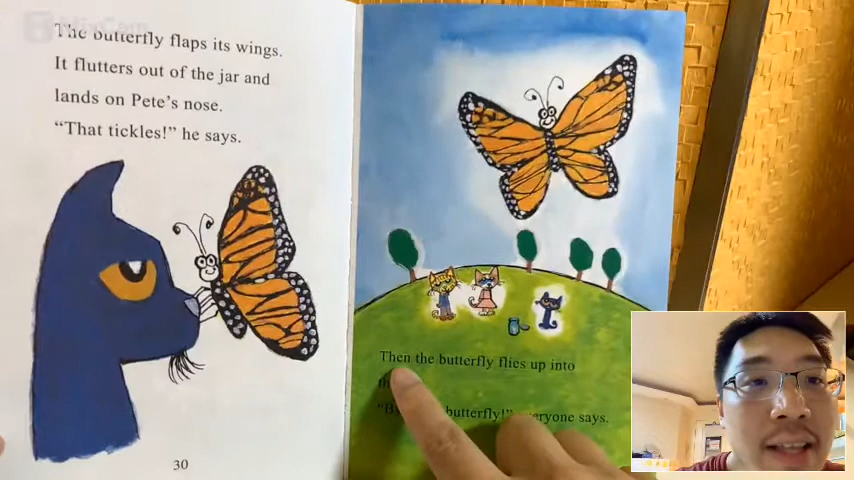 The butterfly flaps its wings.
It flutters out of the jar and
lands on Pete's nose.
"That tickles!" he says.
30
Then the butterfly flies up into
butterfly!" everyone says.